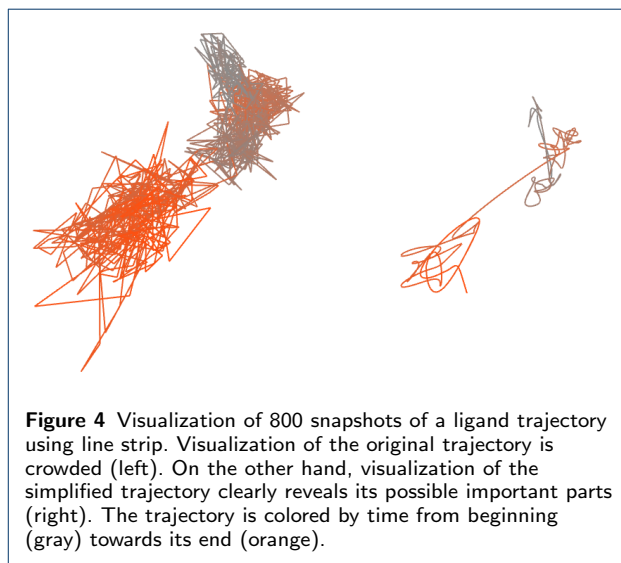 Figure 4 Visualization of 800 snapshots of a ligand trajectory
using line strip. Visualization of the original trajectory is
crowded (left). On the other hand, visualization of the
simplified trajectory clearly reveals its possible important parts
(right). The trajectory is colored by time from beginning
(gray) towards its end (orange).